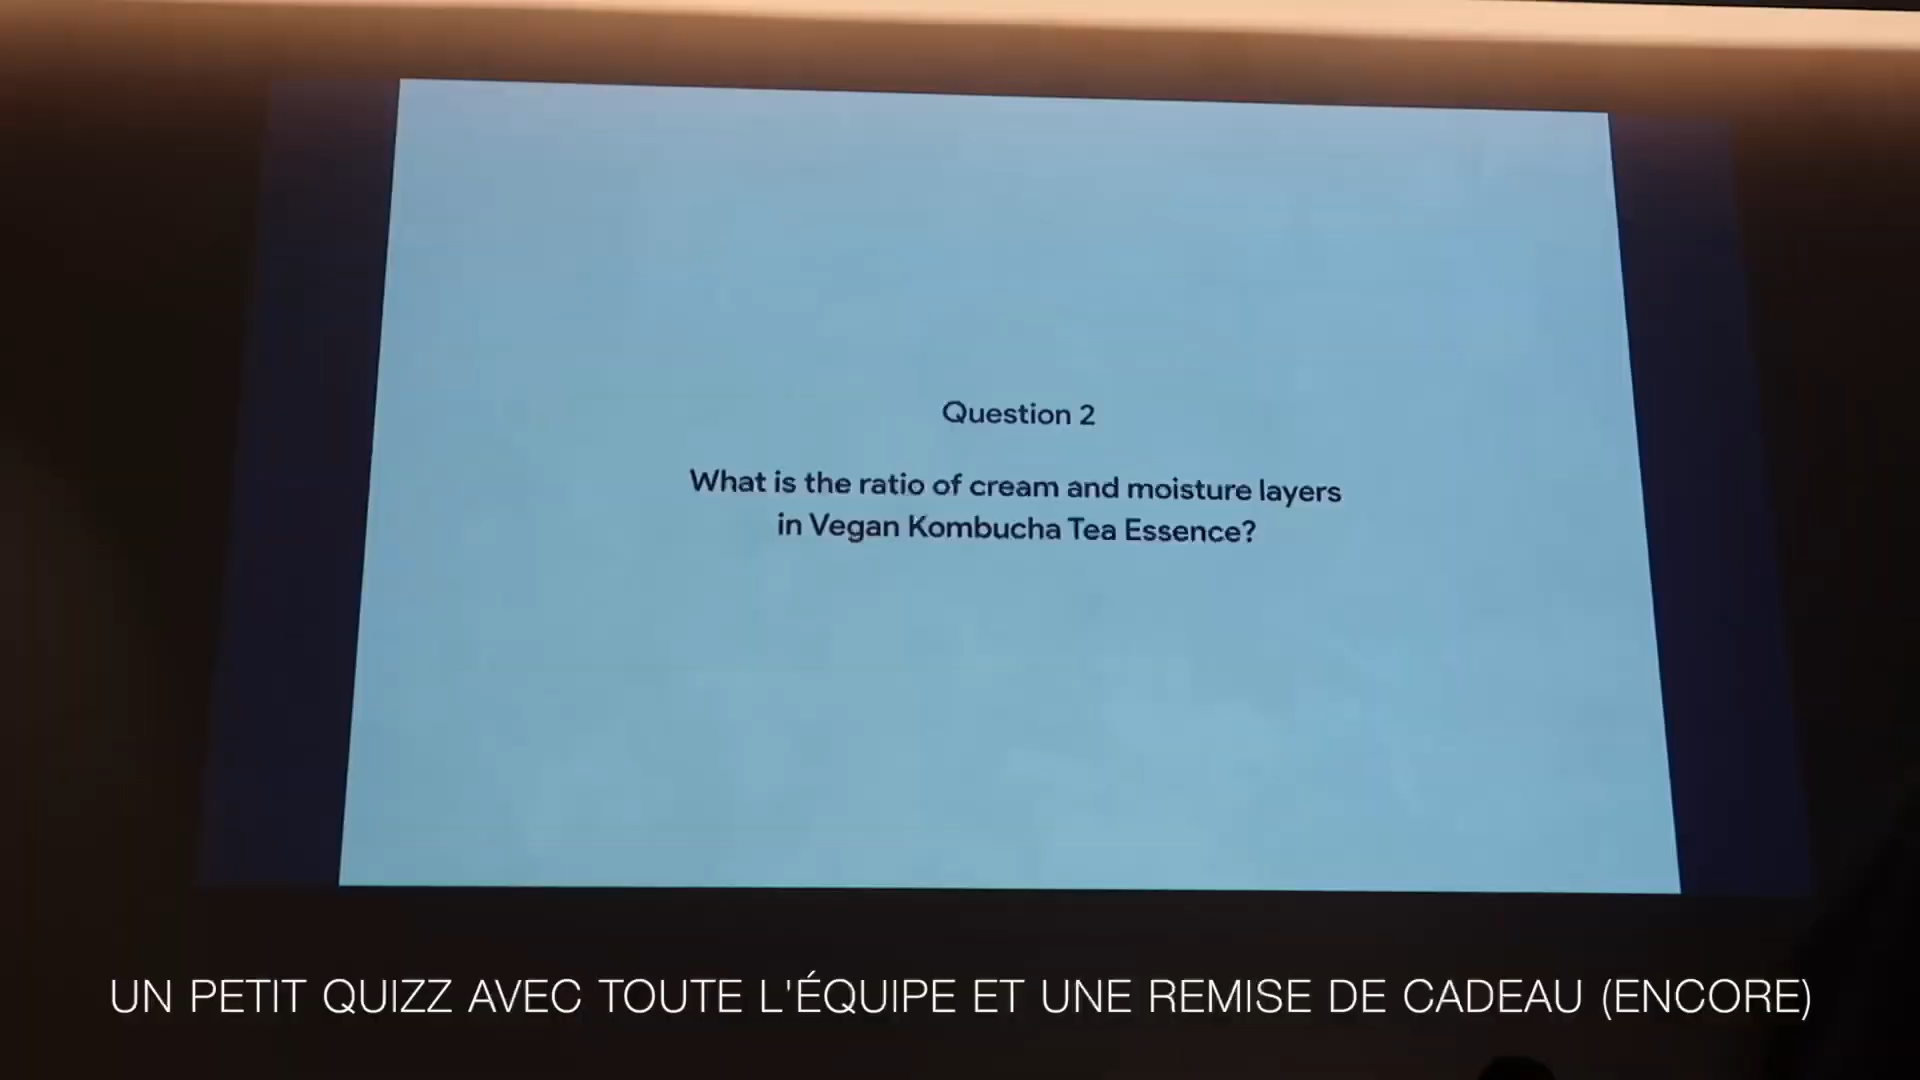 Question 2
What is the ratio of cream and moisture layers
in Vegan Kombucha Tea Essence?
UN PETIT QUIZZ AVEC TOUTE L'ÉQUIPE ET UNE REMISE DE CADEAU (ENCORE)